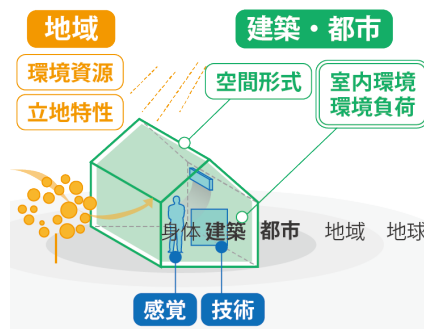 地域
建築・都市
環境資源
立地特性
空間形式
室内環境
環境負荷
身体 建築 都市 地域 地球
感覚 技術